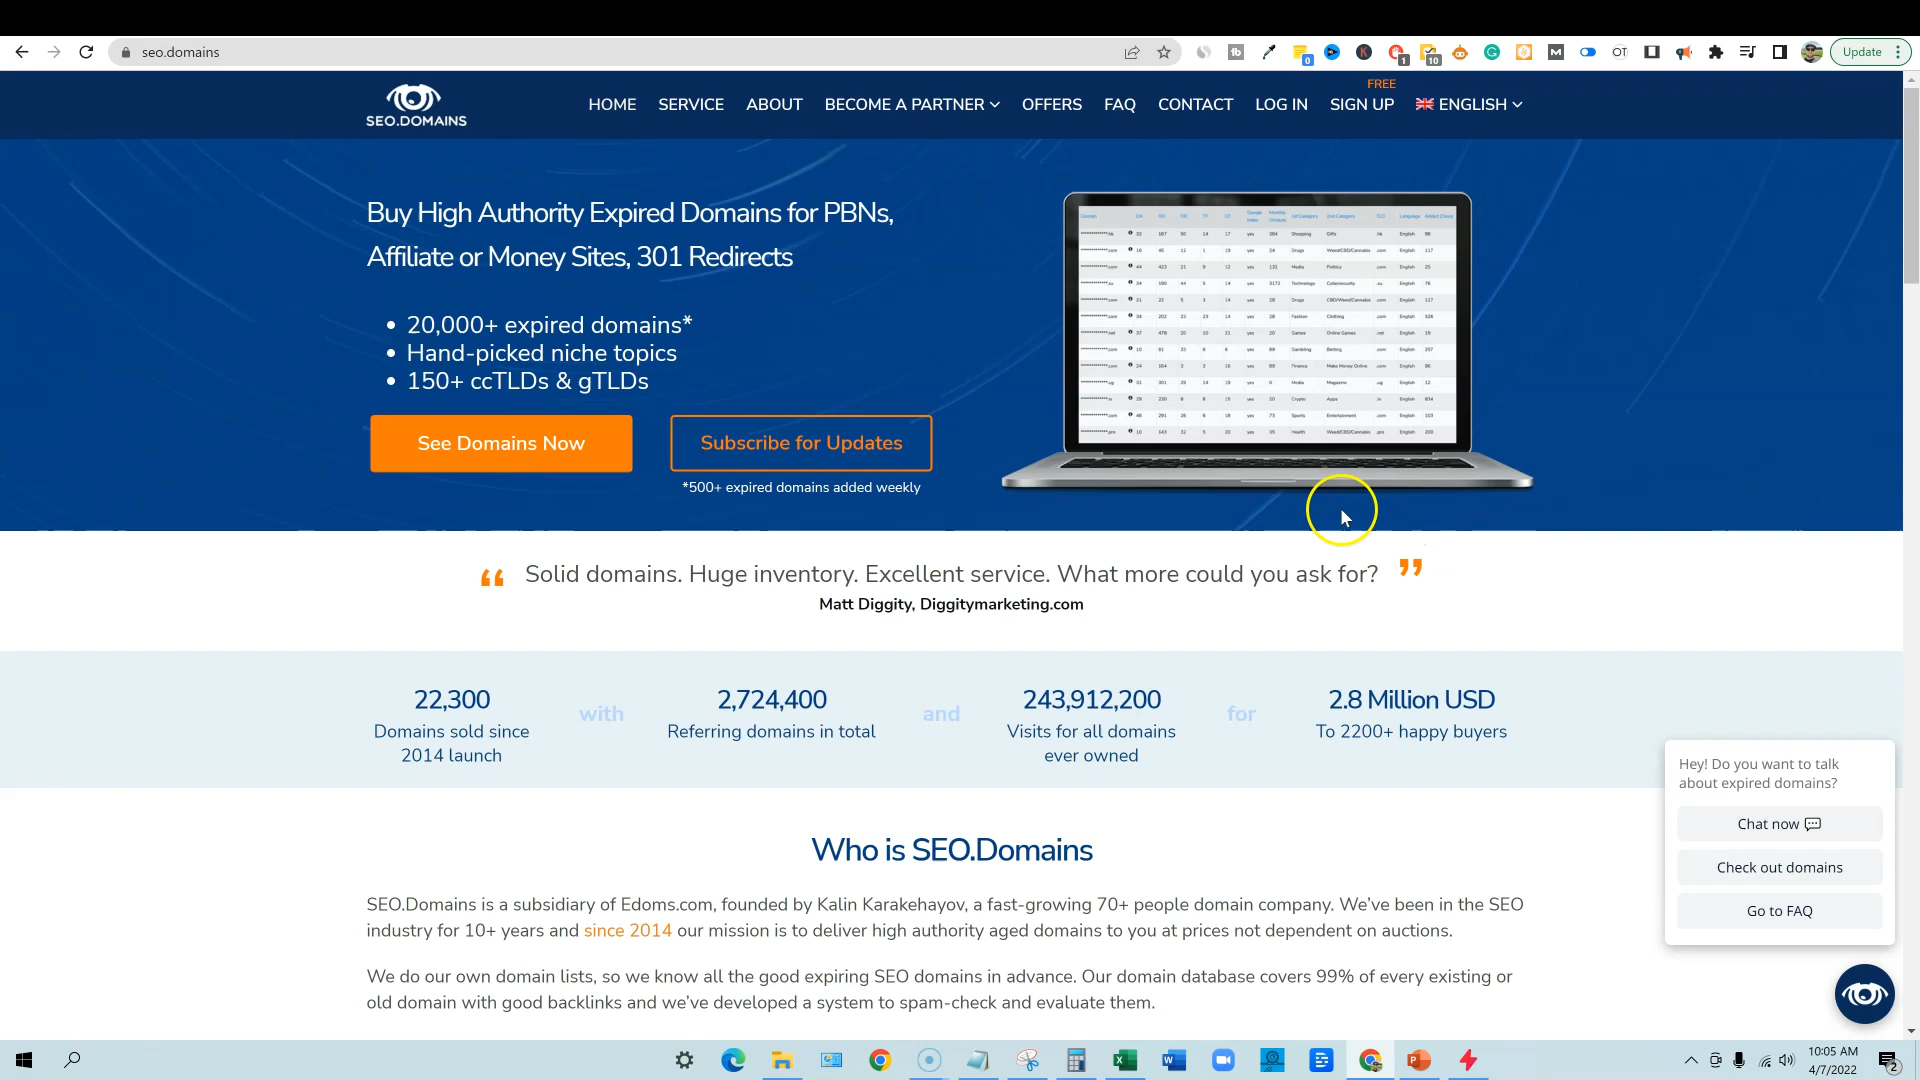 seo.domains
Update
0
1
10
FREE
SEO.DOMAINS
HOME SERVICE ABOUT BECOME A PARTNER OFFERS FAQ CONTACT LOG IN SIGN UP ENGLISH
Buy High Authority Expired Domains for PBNs,
Affiliate or Money Sites, 301 Redirects
20,000+ expired domains*
Hand-picked niche topics
150+ ccTLDs & gTLDs
See Domains Now
Subscribe for Updates
*500+ expired domains added weekly
“ Solid domains. Huge inventory. Excellent service. What more could you ask for? ”
Matt Diggity, Diggitymarketing.com
22,300 with 2,724,400 and 243,912,200 for 2.8 Million USD
Domains sold since Referring domains in total Visits for all domains To 2200+ happy buyers
2014 launch ever owned
Hey! Do you want to talk
about expired domains?
Chat now
Check out domains
Go to FAQ
Who is SEO.Domains
SEO.Domains is a subsidiary of Edoms.com, founded by Kalin Karakehayov, a fast-growing 70+ people domain company. We’ve been in the SEO
industry for 10+ years and since 2014 our mission is to deliver high authority aged domains to you at prices not dependent on auctions.
We do our own domain lists, so we know all the good expiring SEO domains in advance. Our domain database covers 99% of every existing or
old domain with good backlinks and we’ve developed a system to spam-check and evaluate them.
10:05 AM
4/7/2022
2